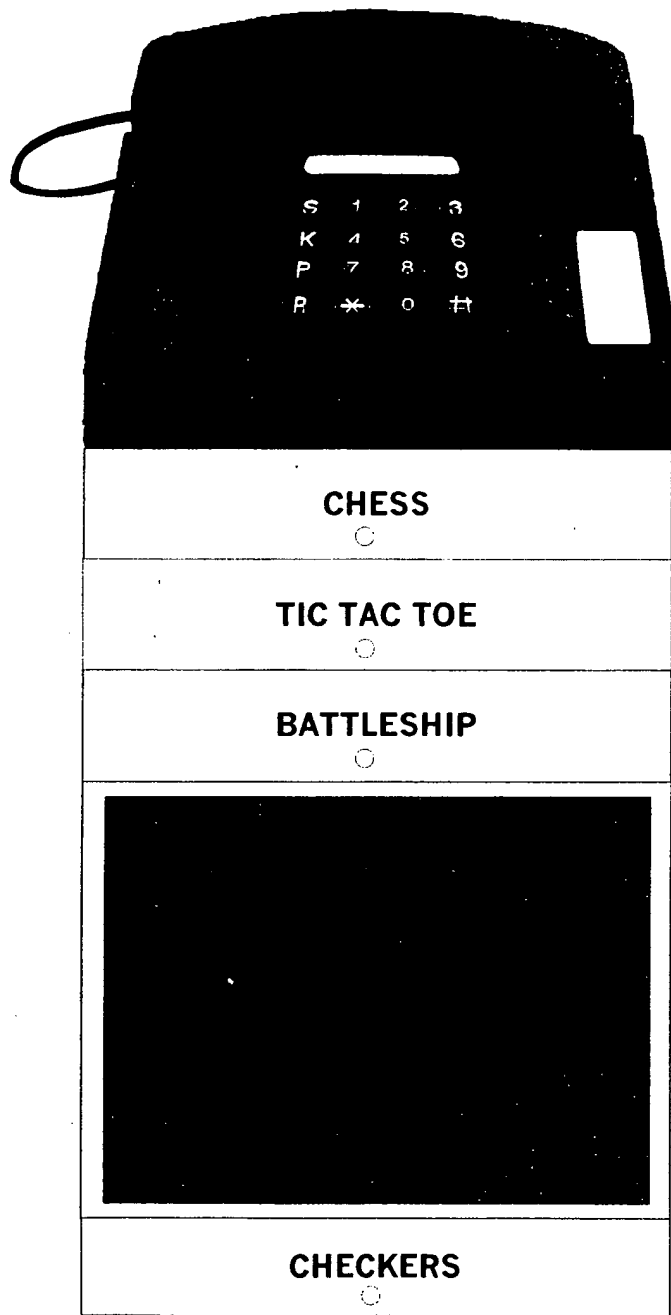 S 1 2 3
K 4 5 6
P 7 8 9
R * 0 #
CHESS
TIC TAC TOE
BATTLESHIP
CHECKERS